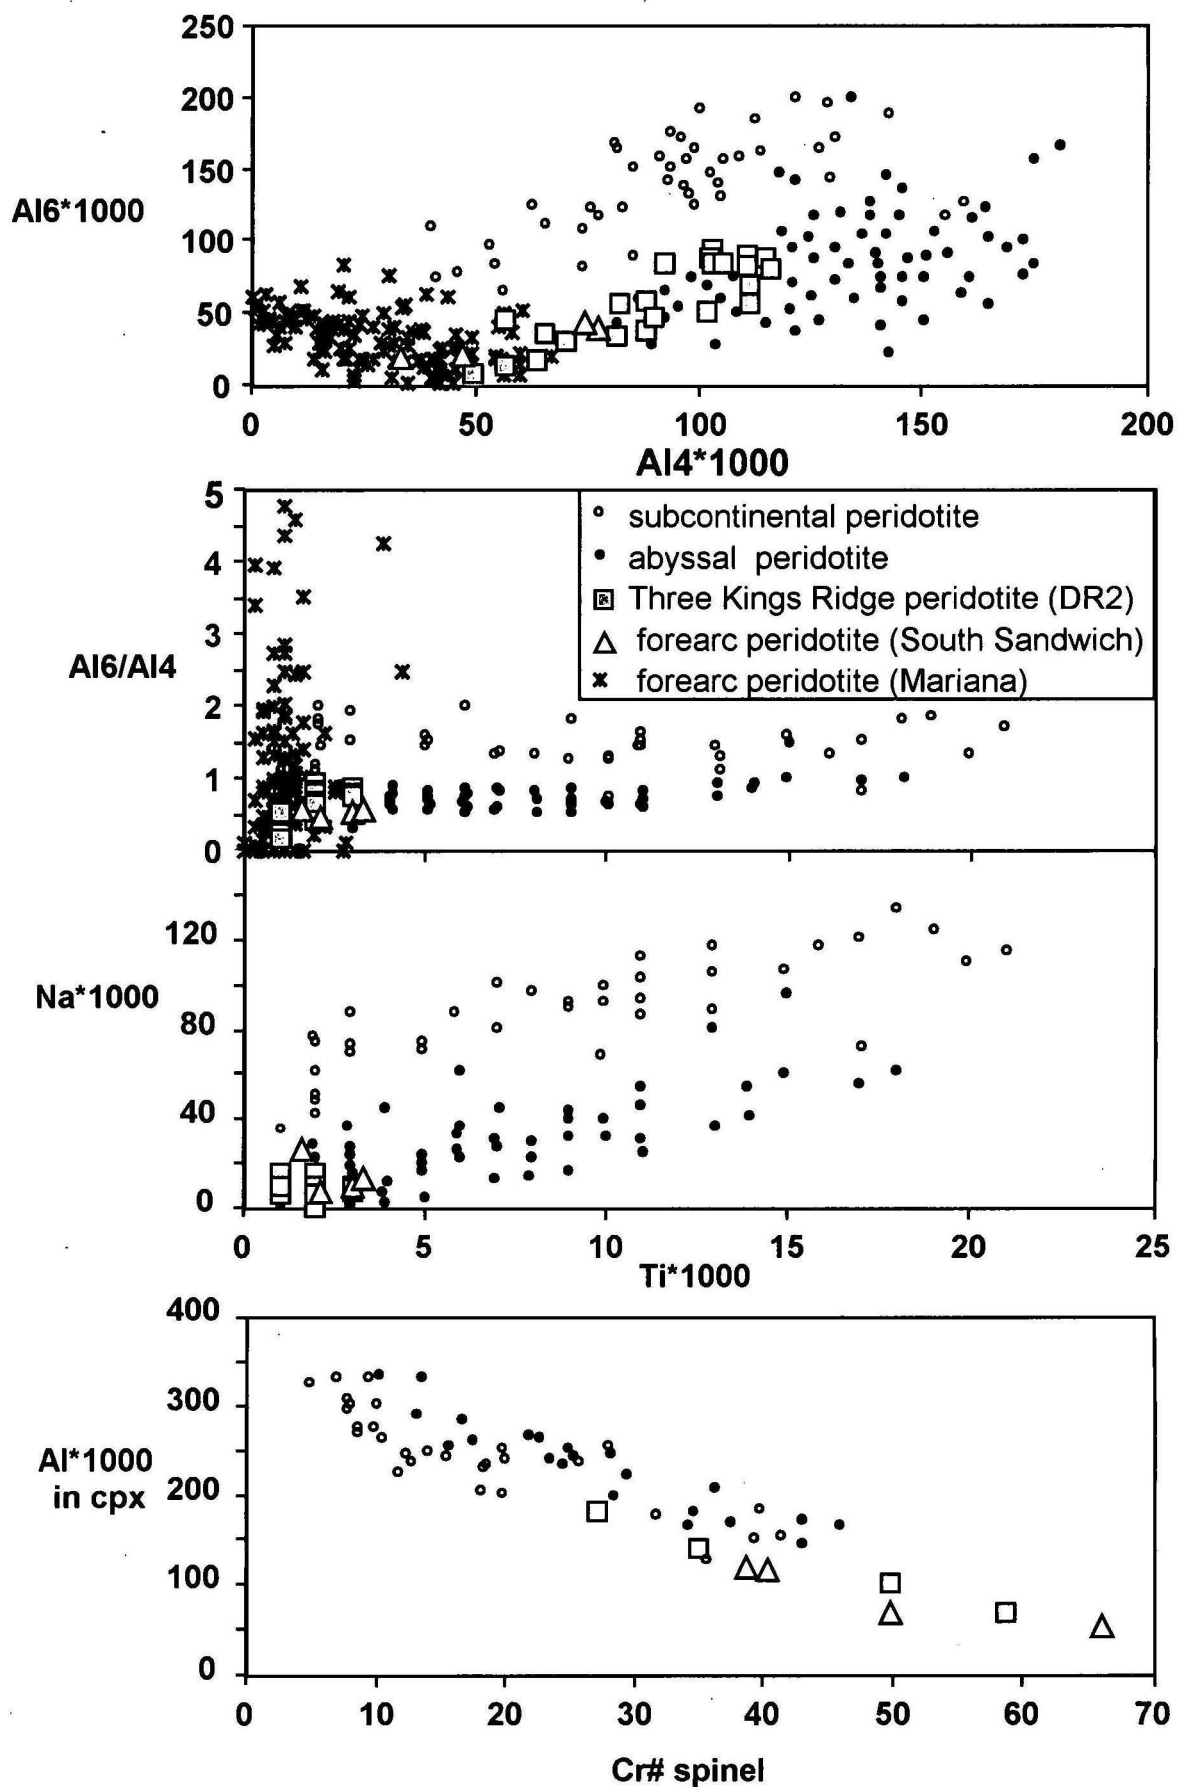 250
200
150
100
50
0
Al6*1000
0 50 100 150 200
Al4*1000
5
4
3
2
1
0
Al6/Al4
subcontinental peridotite
abyssal peridotite
Three Kings Ridge peridotite (DR2)
forearc peridotite (South Sandwich)
forearc peridotite (Mariana)
120
80
40
0
Na*1000
0 5 10 15 20 25
Ti*1000
400
300
200
100
0
Al*1000
in cpx
0 10 20 30 40 50 60 70
Cr# spinel